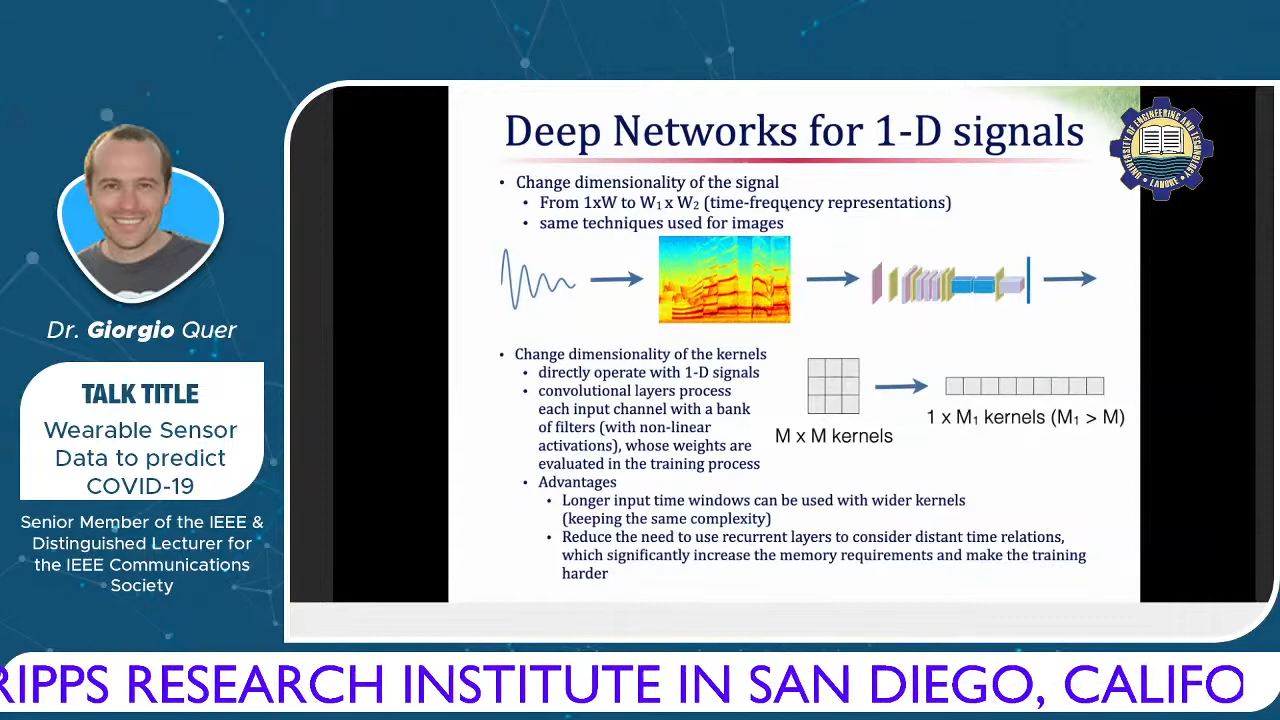 Deep Networks for 1-D signals
UNIVERSITY OF ENGINEERING AND TECHNOLOGY
LAHORE
• Change dimensionality of the signal
• From 1xW to W1 x W2 (time-frequency representations)
• same techniques used for images
• Change dimensionality of the kernels
• directly operate with 1-D signals
• convolutional layers process
each input channel with a bank
of filters (with non-linear
activations), whose weights are
evaluated in the training process
M x M kernels
1 x M1 kernels (M1 > M)
• Advantages
• Longer input time windows can be used with wider kernels
(keeping the same complexity)
• Reduce the need to use recurrent layers to consider distant time relations,
which significantly increase the memory requirements and make the training
harder
Dr. Giorgio Quer
TALK TITLE
Wearable Sensor
Data to predict
COVID-19
Senior Member of the IEEE &
Distinguished Lecturer for
the IEEE Communications
Society
RIPPS RESEARCH INSTITUTE IN SAN DIEGO, CALIFO